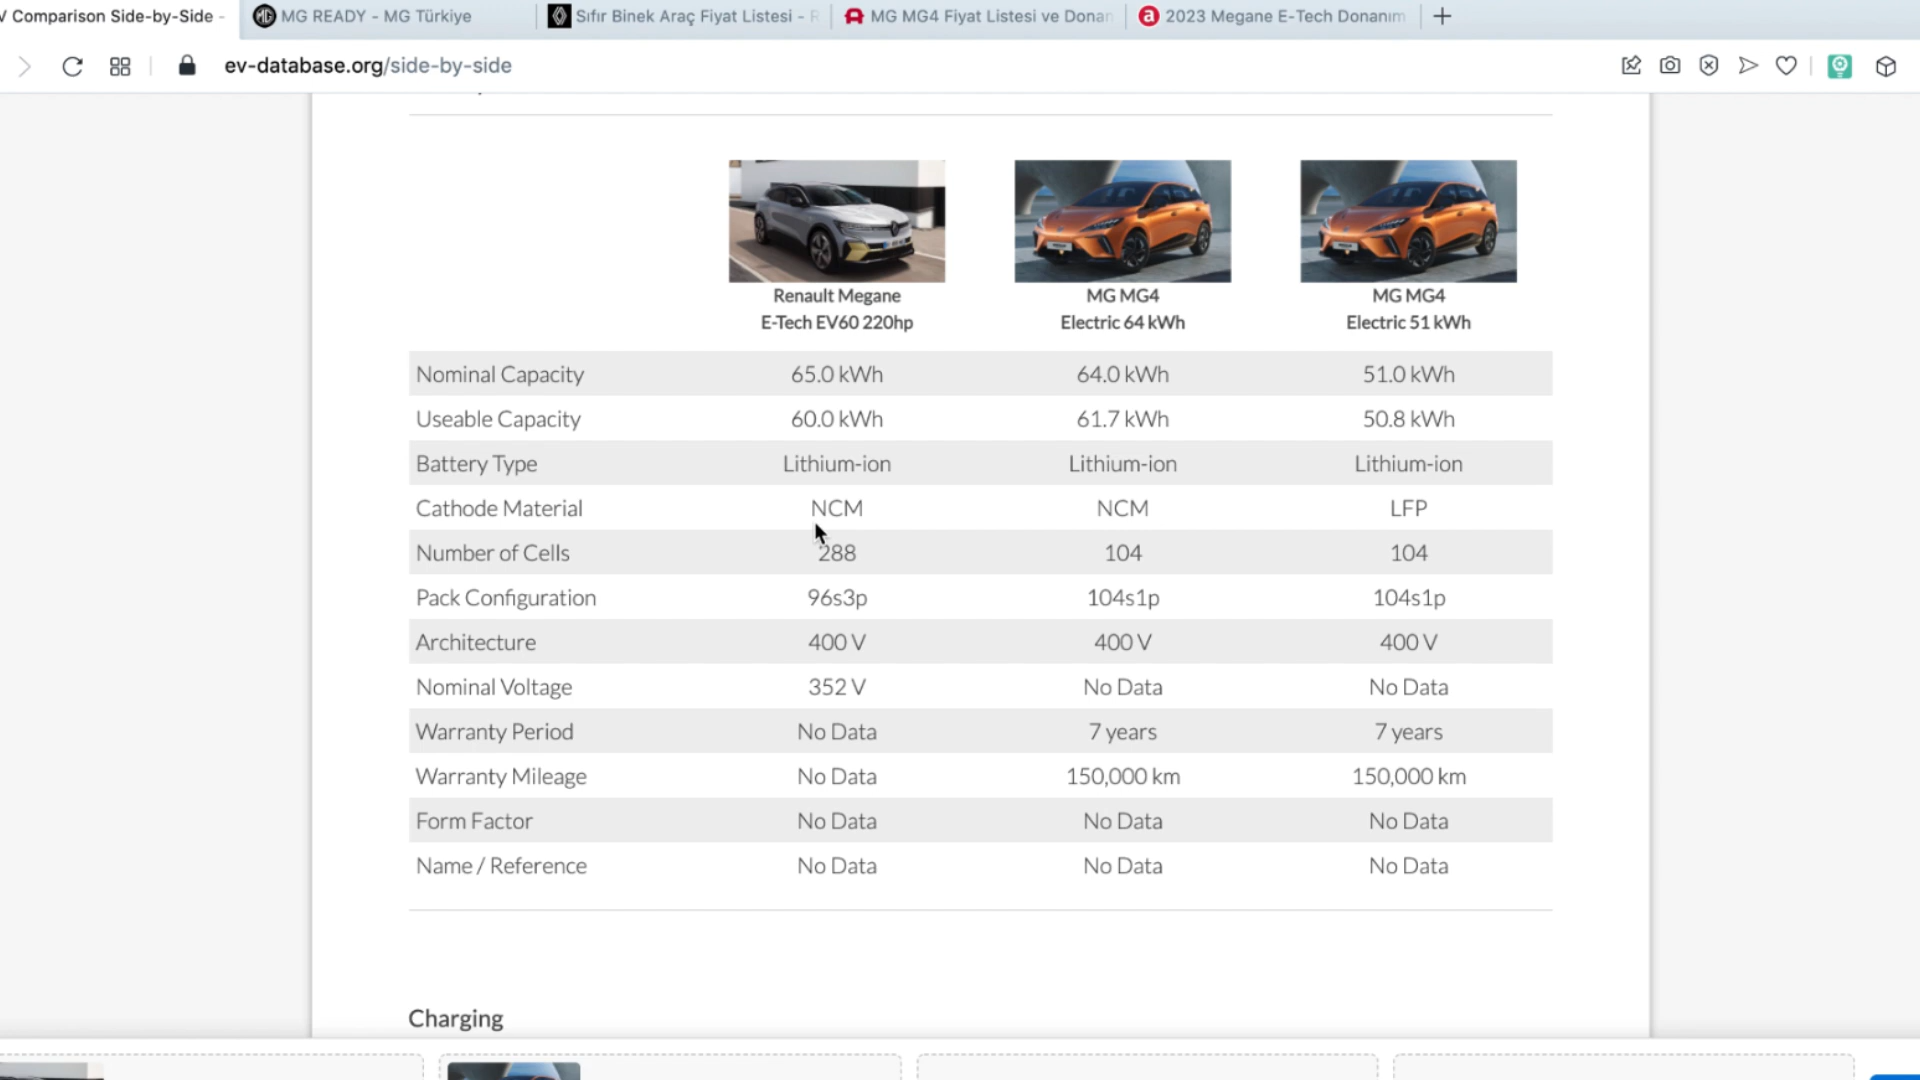 V Comparison Side-by-Side -
MG READY - MG Türkiye
Sıfır Binek Araç Fiyat Listesi - R
MG MG4 Fiyat Listesi ve Donan
2023 Megane E-Tech Donanım
ev-database.org/side-by-side
Renault Megane
E-Tech EV60 220hp
MG MG4
Electric 64 kWh
MG MG4
Electric 51 kWh
Nominal Capacity 65.0 kWh 64.0 kWh 51.0 kWh
Useable Capacity 60.0 kWh 61.7 kWh 50.8 kWh
Battery Type Lithium-ion Lithium-ion Lithium-ion
Cathode Material NCM NCM LFP
Number of Cells 288 104 104
Pack Configuration 96s3p 104s1p 104s1p
Architecture 400 V 400 V 400 V
Nominal Voltage 352 V No Data No Data
Warranty Period No Data 7 years 7 years
Warranty Mileage No Data 150,000 km 150,000 km
Form Factor No Data No Data No Data
Name / Reference No Data No Data No Data
Charging